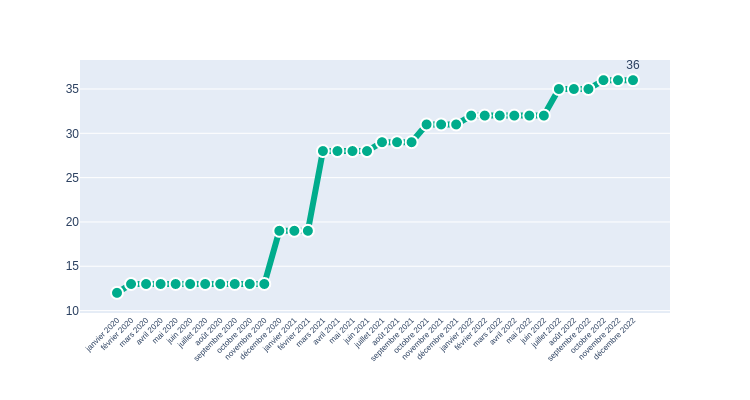 36
35
30
25
20
15
10
janvier 2020
février 2020
mars 2020
avril 2020
mai 2020
juin 2020
juillet 2020
août 2020
septembre 2020
octobre 2020
novembre 2020
décembre 2020
janvier 2021
février 2021
mars 2021
avril 2021
mai 2021
juin 2021
juillet 2021
août 2021
septembre 2021
octobre 2021
novembre 2021
décembre 2021
janvier 2022
février 2022
mars 2022
avril 2022
mai 2022
juin 2022
juillet 2022
août 2022
septembre 2022
octobre 2022
novembre 2022
décembre 2022